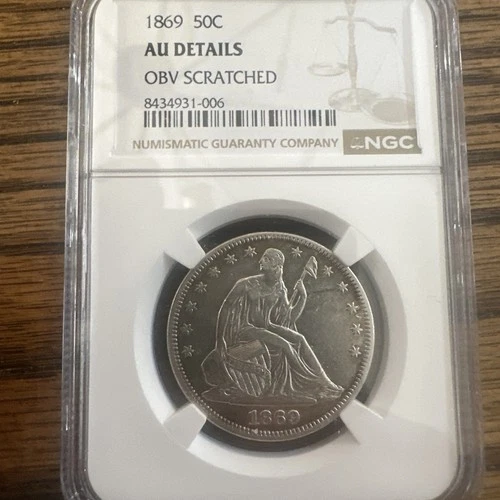 1869 50C
AU DETAILS
OBV SCRATCHED
8434931-006
NUMISMATIC GUARANTY COMPANY NGC
1869